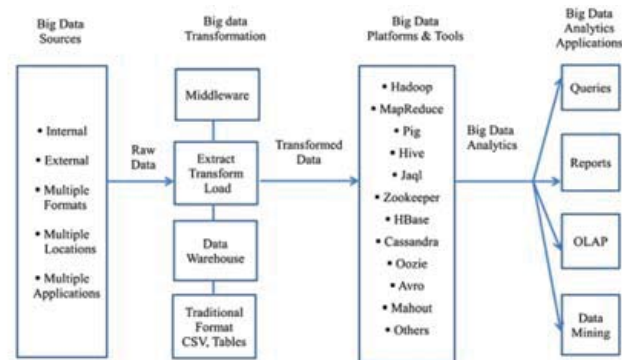 Big Data
Sources
▪ Internal
▪ External
▪ Multiple
Formats
▪ Multiple
Locations
▪ Multiple
Applications
Raw
Data
Big data
Transformation
Middleware
Extract
Transform
Load
Data
Warehouse
Traditional
Format
CSV, Tables
Transformed
Data
Big Data
Platforms & Tools
▪ Hadoop
▪ MapReduce
▪ Pig
▪ Hive
▪ Jaql
▪ Zookeeper
▪ HBase
▪ Cassandra
▪ Oozie
▪ Avro
▪ Mahout
▪ Others
Big Data
Analytics
Big Data
Analytics
Applications
Queries
Reports
OLAP
Data
Mining